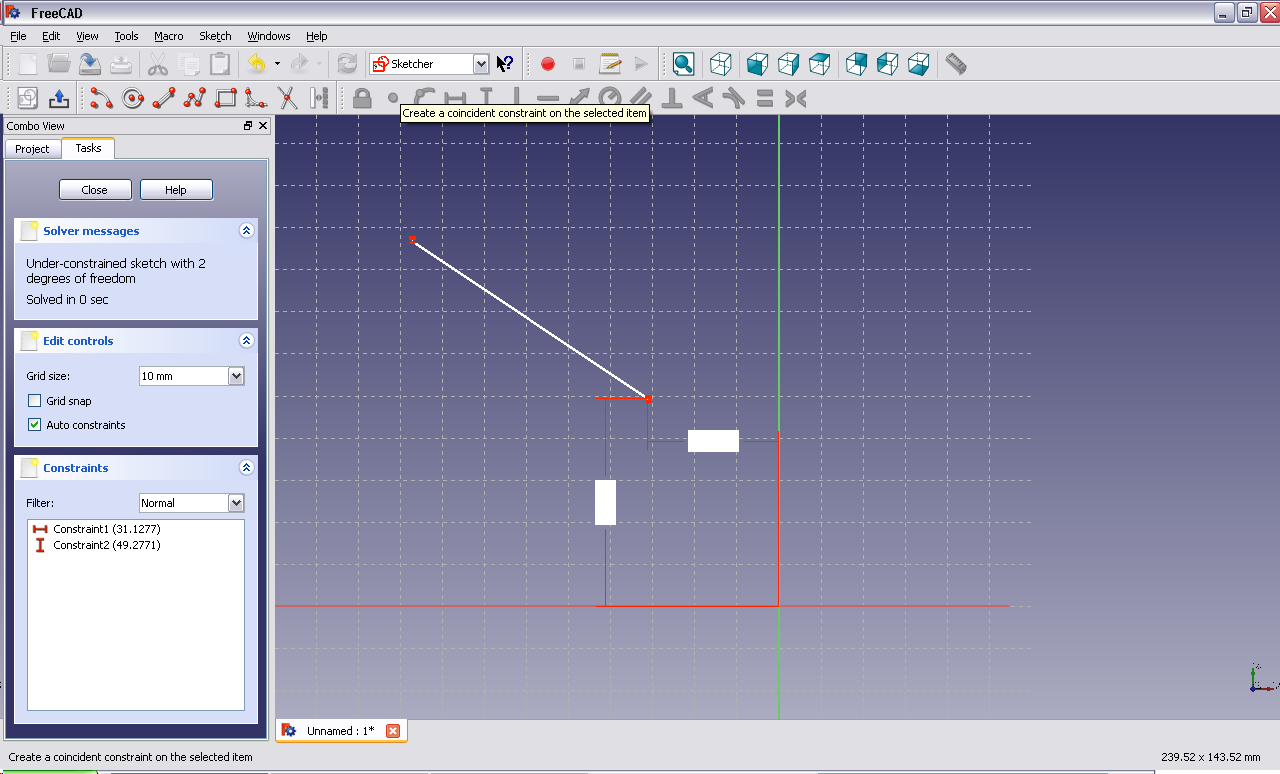 FreeCAD
File Edit View Tools Macro Sketch Windows Help
Sketcher
Create a coincident constraint on the selected item
Combo View
Project Tasks
Close Help
Solver messages
Under-constrained sketch with 2
degrees of freedom
Solved in 0 sec
Edit controls
Grid size: 10 mm
Grid snap
Auto constraints
Constraints
Filter: Normal
Constraint1 (31.1277)
Constraint2 (49.2771)
Unnamed : 1*
Create a coincident constraint on the selected item
239.52 x 143.52 mm